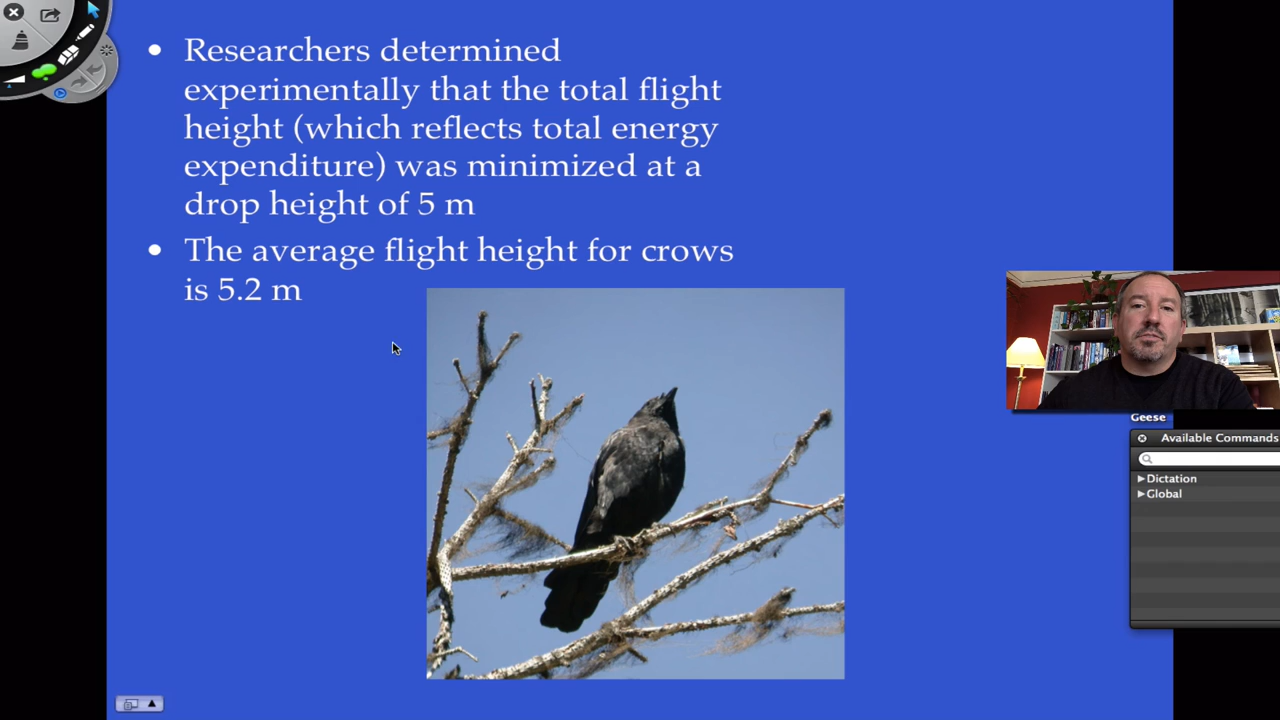 • Researchers determined
experimentally that the total flight
height (which reflects total energy
expenditure) was minimized at a
drop height of 5 m
• The average flight height for crows
is 5.2 m
Geese
Available Commands
Dictation
Global